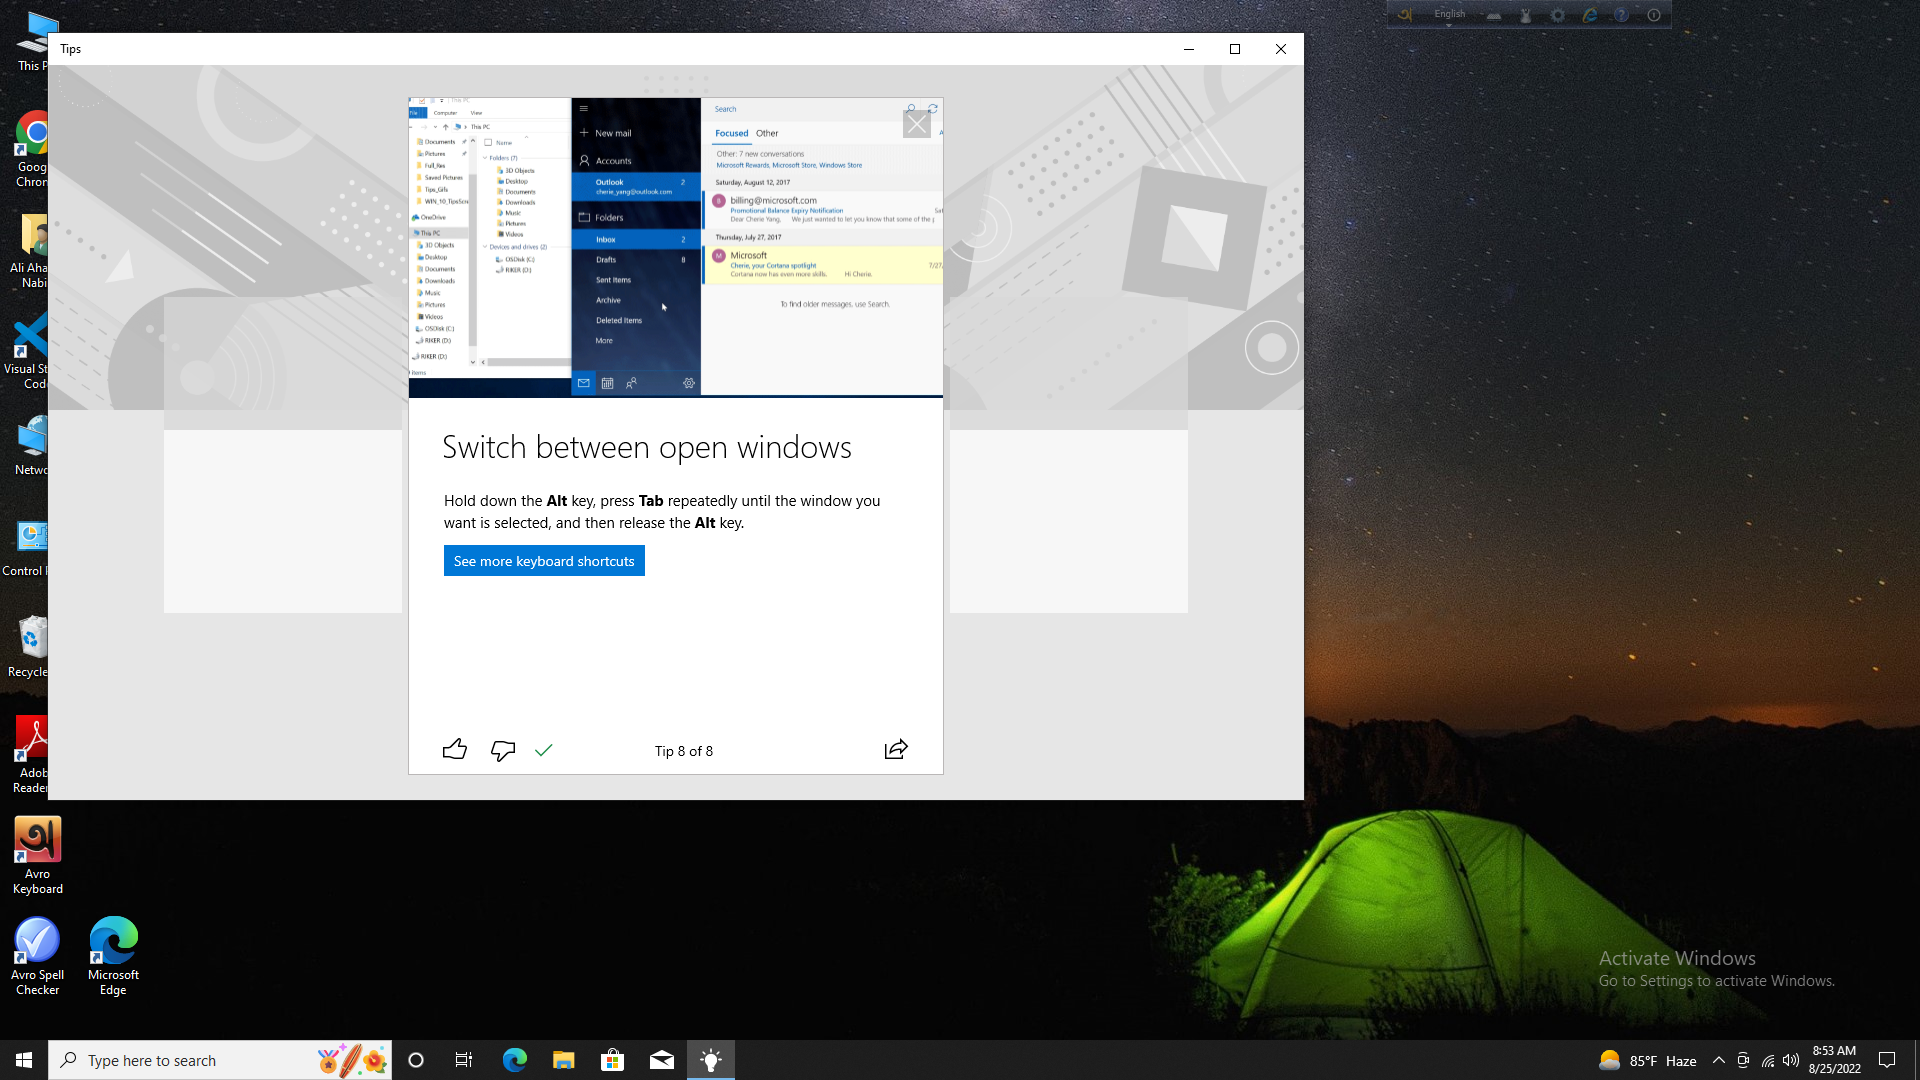 English
This P
Tips
Goog
Chron
Ali Aha
Nabi
Visual St
Code
Netwo
Control P
Recycle
Adob
Reader
Avro
Keyboard
Avro Spell
Checker
Microsoft
Edge
This PC
File
Computer
View
This PC
Documents
Pictures
Full_Res
Saved Pictures
Tips_Gifs
WIN_10_TipsScre
OneDrive
This PC
3D Objects
Desktop
Documents
Downloads
Music
Pictures
Videos
OSDisk (C:)
RIKER (D:)
RIKER (D:)
items
Name
Folders (7)
3D Objects
Desktop
Documents
Downloads
Music
Pictures
Videos
Devices and drives (2)
OSDisk (C:)
RIKER (D:)
New mail
Accounts
Outlook 2
cherie_yang@outlook.com
Folders
Inbox 2
Drafts 8
Sent Items
Archive
Deleted Items
More
Search
Focused Other
Other: 7 new conversations
Microsoft Rewards, Microsoft Store, Windows Store
Saturday, August 12, 2017
B
billing@microsoft.com
Promotional Balance Expiry Notification Sat
Dear Cherie Yang, We just wanted to let you know that some of the
Thursday, July 27, 2017
M
Microsoft
Cherie, your Cortana spotlight 7/27,
Cortana now has even more skills. Hi Cherie.
To find older messages, use Search.
Switch between open windows
Hold down the Alt key, press Tab repeatedly until the window you
want is selected, and then release the Alt key.
See more keyboard shortcuts
Tip 8 of 8
Activate Windows
Go to Settings to activate Windows.
Type here to search
85°F Haze
8:53 AM
8/25/2022